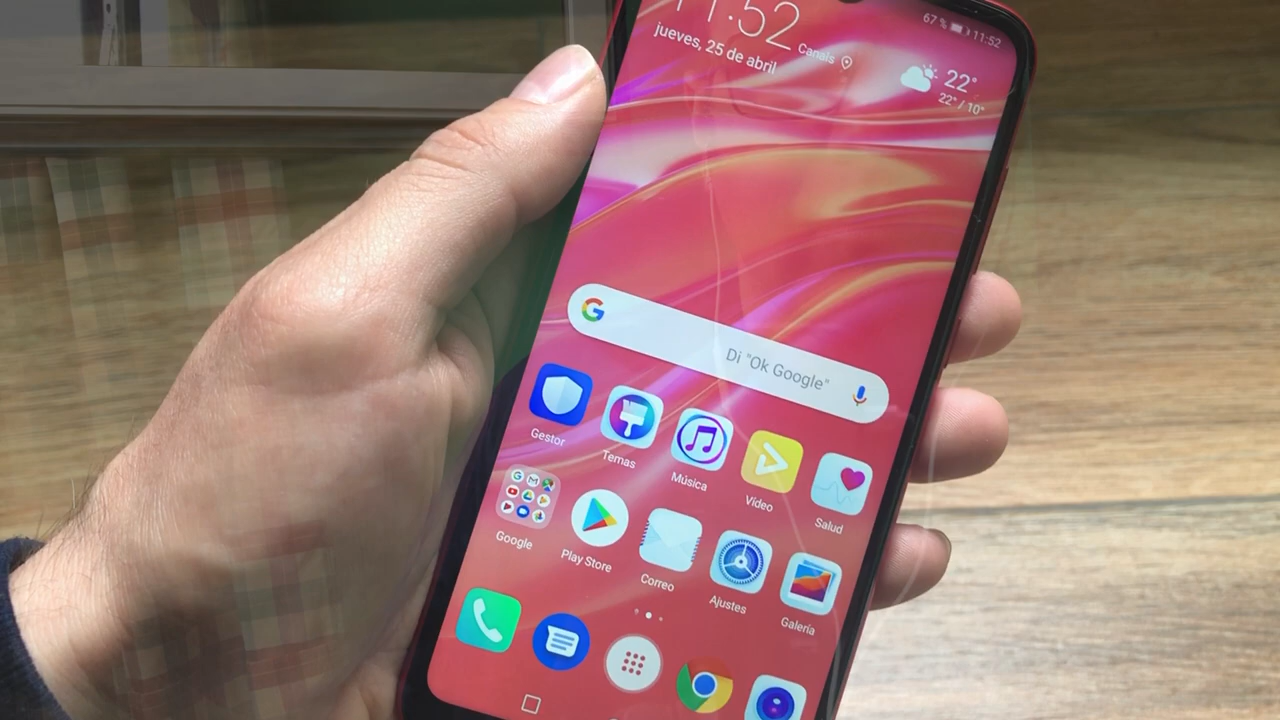 67 % 11:52
11:52
Canals
jueves, 25 de abril
22°
22° / 10°
G
Di "Ok Google"
Gestor
Temas
Música
Vídeo
Salud
Google
Play Store
Correo
Ajustes
Galería